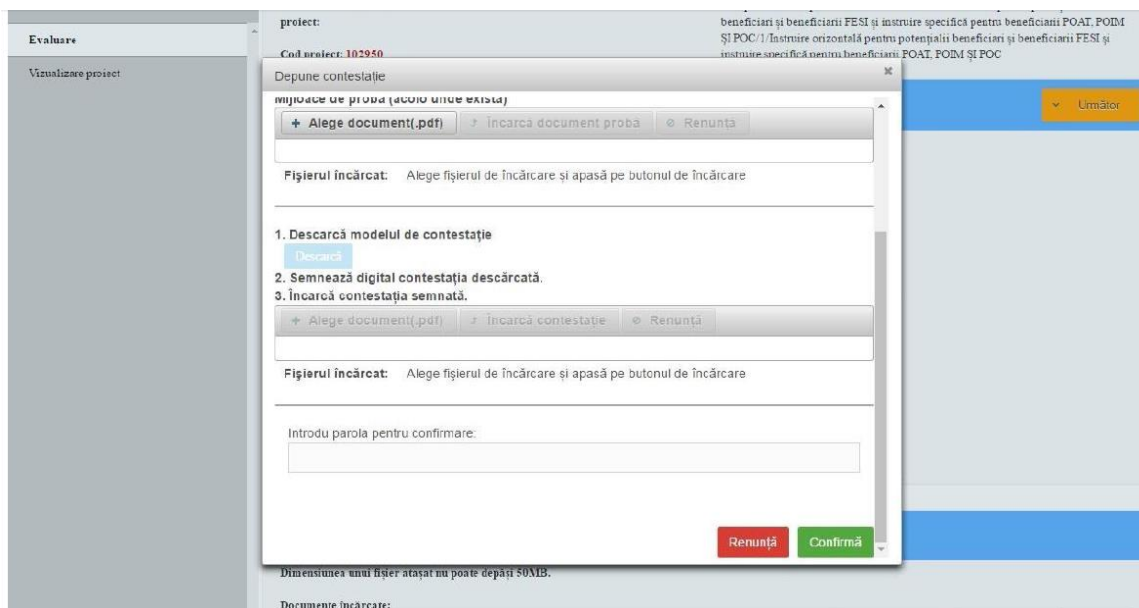 Evaluare
Vizualizare proiect
proiect:
Cod proiect: 102950
beneficiari și beneficiarii FESI și instruire specifică pentru beneficiarii POAT, POIM
ȘI POC/1/Instruire orizontală pentru potențialii beneficiari și beneficiarii FESI și
instruire specifică pentru beneficiarii POAT, POIM ȘI POC
Următor
Depune contestație
Mijloace de probă (acolo unde există)
Alege document(.pdf) Încarcă document probă Renunță
Fișierul încărcat: Alege fișierul de încărcare și apasă pe butonul de încărcare
1. Descarcă modelul de contestație
Descarcă
2. Semnează digital contestația descărcată.
3. Încarcă contestația semnată.
Alege document(.pdf) Încarcă contestație Renunță
Fișierul încărcat: Alege fișierul de încărcare și apasă pe butonul de încărcare
Introdu parola pentru confirmare:
Renunță Confirmă
Dimensiunea unui fișier atașat nu poate depăși 50MB.
Documente încărcate: